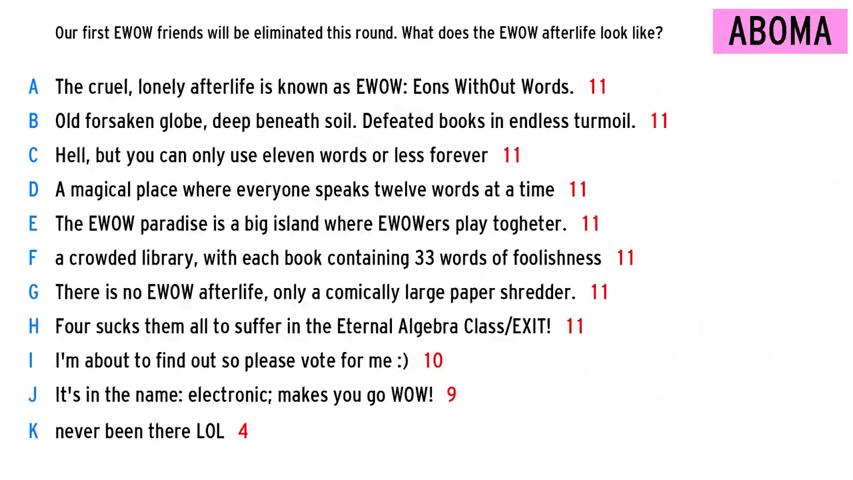 Our first EWOW friends will be eliminated this round. What does the EWOW afterlife look like?
ABOMA
A The cruel, lonely afterlife is known as EWOW: Eons WithOut Words. 11
B Old forsaken globe, deep beneath soil. Defeated books in endless turmoil. 11
C Hell, but you can only use eleven words or less forever 11
D A magical place where everyone speaks twelve words at a time 11
E The EWOW paradise is a big island where EWOWers play togheter. 11
F a crowded library, with each book containing 33 words of foolishness 11
G There is no EWOW afterlife, only a comically large paper shredder. 11
H Four sucks them all to suffer in the Eternal Algebra Class/EXIT! 11
I I'm about to find out so please vote for me :) 10
J It's in the name: electronic; makes you go WOW! 9
K never been there LOL 4